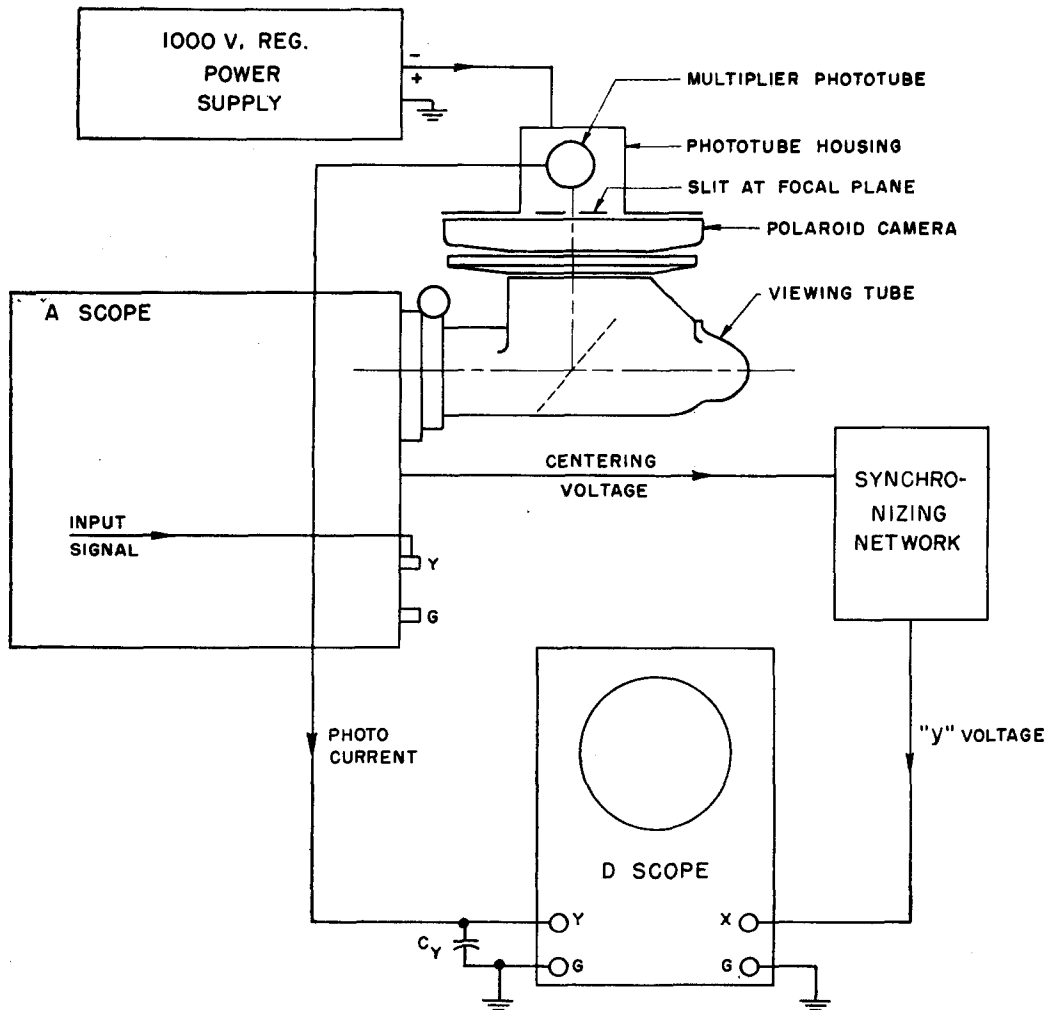 1000 V. REG.
POWER
SUPPLY
-
+
MULTIPLIER PHOTOTUBE
PHOTOTUBE HOUSING
SLIT AT FOCAL PLANE
POLAROID CAMERA
VIEWING TUBE
A SCOPE
CENTERING
VOLTAGE
SYNCHRO-
NIZING
NETWORK
INPUT
SIGNAL
Y
G
PHOTO
CURRENT
"y" VOLTAGE
D SCOPE
Y
X
CY
G
G